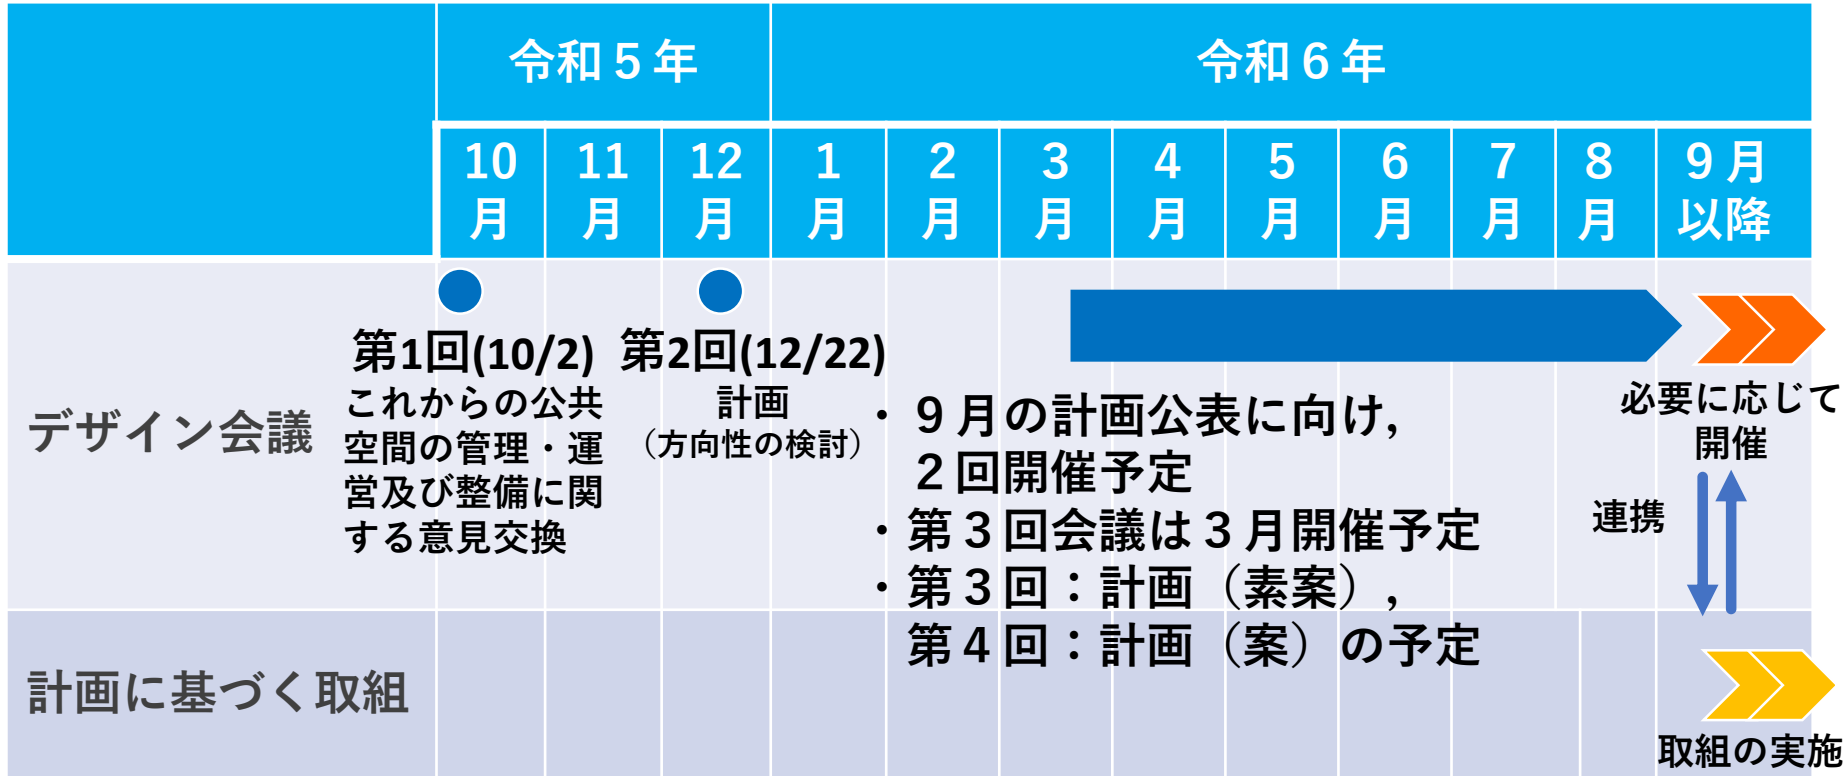 令和５年
令和６年
10
月
11
月
12
月
1
月
2
月
3
月
4
月
5
月
6
月
7
月
8
月
９月
以降
デザイン会議
第1回(10/2)
これからの公共
空間の管理・運
営及び整備に関
する意見交換
第2回(12/22)
計画
（方向性の検討）
・９月の計画公表に向け，
２回開催予定
・第３回会議は３月開催予定
・第３回：計画（素案），
第４回：計画（案）の予定
必要に応じて
開催
連携
計画に基づく取組
取組の実施